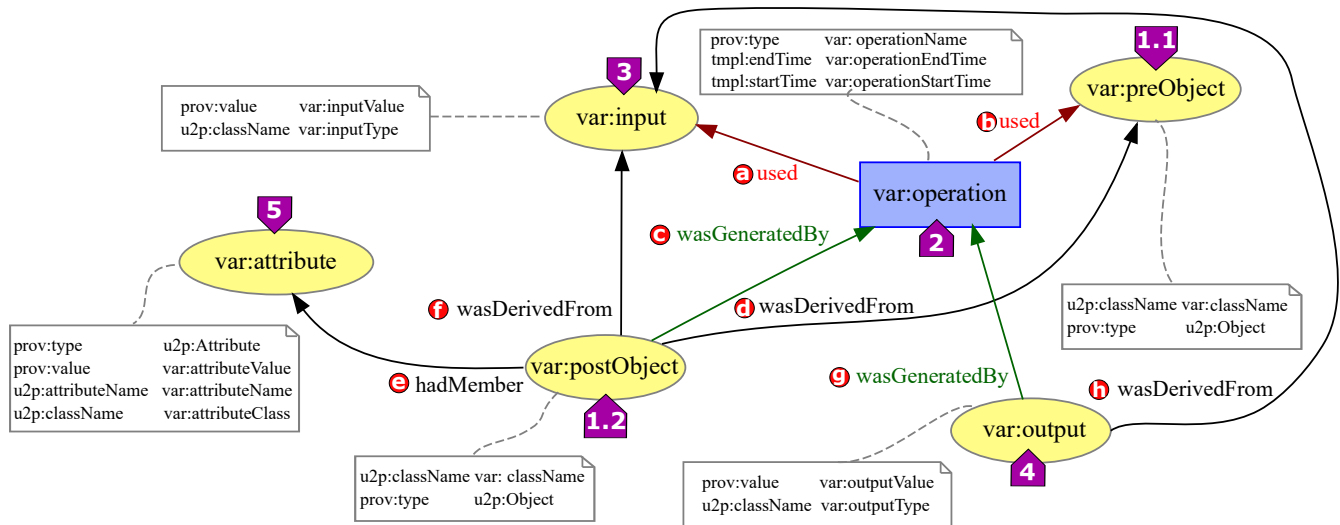 prov:type var: operationName
tmpl:endTime var:operationEndTime
tmpl:startTime var:operationStartTime
1.1
var:preObject
3
var:input
prov:value var:inputValue
u2p:className var:inputType
b used
a used
var:operation
2
5
var:attribute
c wasGeneratedBy
f wasDerivedFrom
d wasDerivedFrom
u2p:className var:className
prov:type u2p:Object
prov:type u2p:Attribute
prov:value var:attributeValue
u2p:attributeName var:attributeName
u2p:className var:attributeClass
var:postObject
1.2
e hadMember
g wasGeneratedBy
h wasDerivedFrom
var:output
4
u2p:className var: className
prov:type u2p:Object
prov:value var:outputValue
u2p:className var:outputType